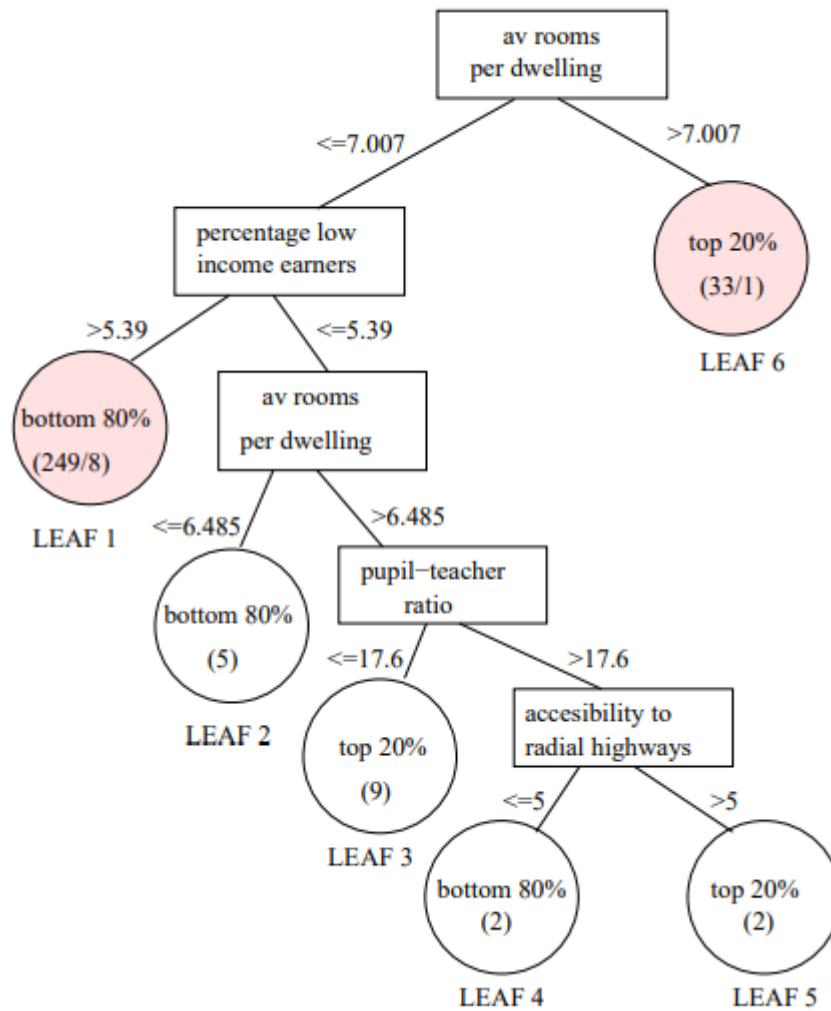 av rooms
per dwelling
<=7.007
>7.007
percentage low
income earners
top 20%
(33/1)
LEAF 6
>5.39
<=5.39
bottom 80%
(249/8)
LEAF 1
av rooms
per dwelling
<=6.485
>6.485
bottom 80%
(5)
LEAF 2
pupil−teacher
ratio
<=17.6
>17.6
top 20%
(9)
LEAF 3
accesibility to
radial highways
<=5
>5
bottom 80%
(2)
LEAF 4
top 20%
(2)
LEAF 5